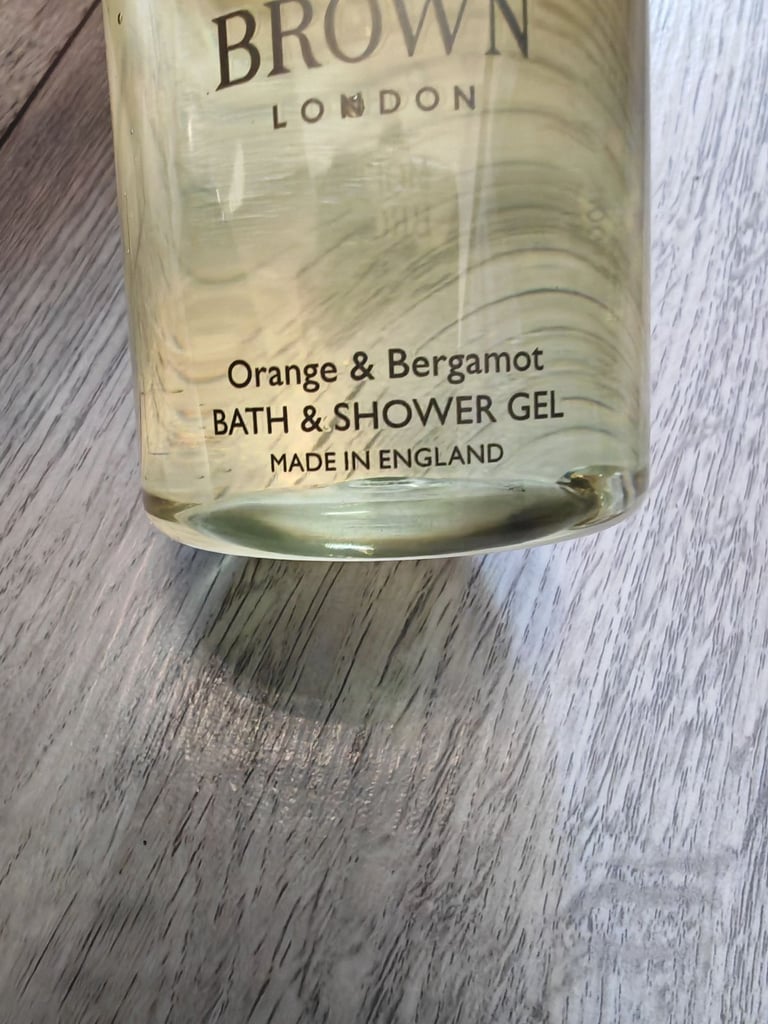 BROWN
LONDON
Orange & Bergamot
BATH & SHOWER GEL
MADE IN ENGLAND